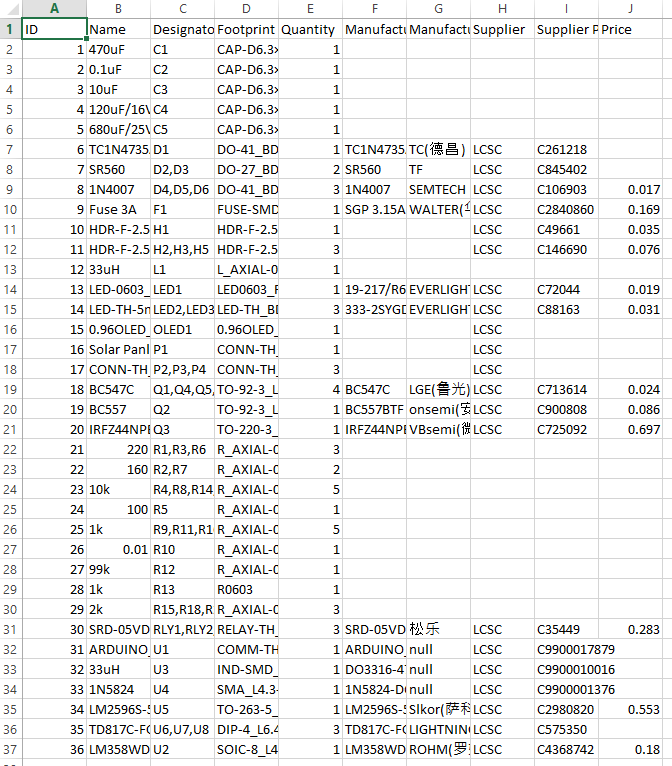 A B C D E F G H I J
1 ID Name Designato Footprint Quantity Manufactu Manufactu Supplier Supplier P Price
2 1 470uF C1 CAP-D6.3× 1
3 2 0.1uF C2 CAP-D6.3× 1
4 3 10uF C3 CAP-D6.3× 1
5 4 120uF/16V C4 CAP-D6.3× 1
6 5 680uF/25V C5 CAP-D6.3× 1
7 6 TC1N4735 D1 DO-41_BD 1 TC1N4735 TC(德昌) LCSC C261218
8 7 SR560 D2,D3 DO-27_BD 2 SR560 TF LCSC C845402
9 8 1N4007 D4,D5,D6 DO-41_BD 3 1N4007 SEMTECH LCSC C106903 0.017
10 9 Fuse 3A F1 FUSE-SMD 1 SGP 3.15A WALTER( LCSC C2840860 0.169
11 10 HDR-F-2.5 H1 HDR-F-2.5 1 LCSC C49661 0.035
12 11 HDR-F-2.5 H2,H3,H5 HDR-F-2.5 3 LCSC C146690 0.076
13 12 33uH L1 L_AXIAL-0 1
14 13 LED-0603_ LED1 LED0603_R 1 19-217/R6 EVERLIGHT LCSC C72044 0.019
15 14 LED-TH-5m LED2,LED3 LED-TH_BD 3 333-2SYGD EVERLIGHT LCSC C88163 0.031
16 15 0.96OLED_ OLED1 0.96OLED_ 1 LCSC
17 16 Solar Panl P1 CONN-TH_ 1 LCSC
18 17 CONN-TH_ P2,P3,P4 CONN-TH_ 3 LCSC
19 18 BC547C Q1,Q4,Q5, TO-92-3_L 4 BC547C LGE(鲁光) LCSC C713614 0.024
20 19 BC557 Q2 TO-92-3_L 1 BC557BTF onsemi(安 LCSC C900808 0.086
21 20 IRFZ44NPB Q3 TO-220-3_ 1 IRFZ44NPB VBsemi(微 LCSC C725092 0.697
22 21 220 R1,R3,R6 R_AXIAL-0 3
23 22 160 R2,R7 R_AXIAL-0 2
24 23 10k R4,R8,R14 R_AXIAL-0 5
25 24 100 R5 R_AXIAL-0 1
26 25 1k R9,R11,R1 R_AXIAL-0 5
27 26 0.01 R10 R_AXIAL-0 1
28 27 99k R12 R_AXIAL-0 1
29 28 1k R13 R0603 1
30 29 2k R15,R18,R R_AXIAL-0 3
31 30 SRD-05VD RLY1,RLY2 RELAY-TH_ 3 SRD-05VD 松乐 LCSC C35449 0.283
32 31 ARDUINO_ U1 COMM-TH 1 ARDUINO_ null LCSC C9900017879
33 32 33uH U3 IND-SMD_ 1 DO3316-4 null LCSC C9900010016
34 33 1N5824 U4 SMA_L4.3- 1 1N5824-D null LCSC C9900001376
35 34 LM2596S-5 U5 TO-263-5_ 1 LM2596S-5 Slkor(萨科 LCSC C2980820 0.553
36 35 TD817C-FG U6,U7,U8 DIP-4_L6.4 3 TD817C-FG LIGHTNING LCSC C575350
37 36 LM358WD U2 SOIC-8_L4 1 LM358WD ROHM(罗 LCSC C4368742 0.18